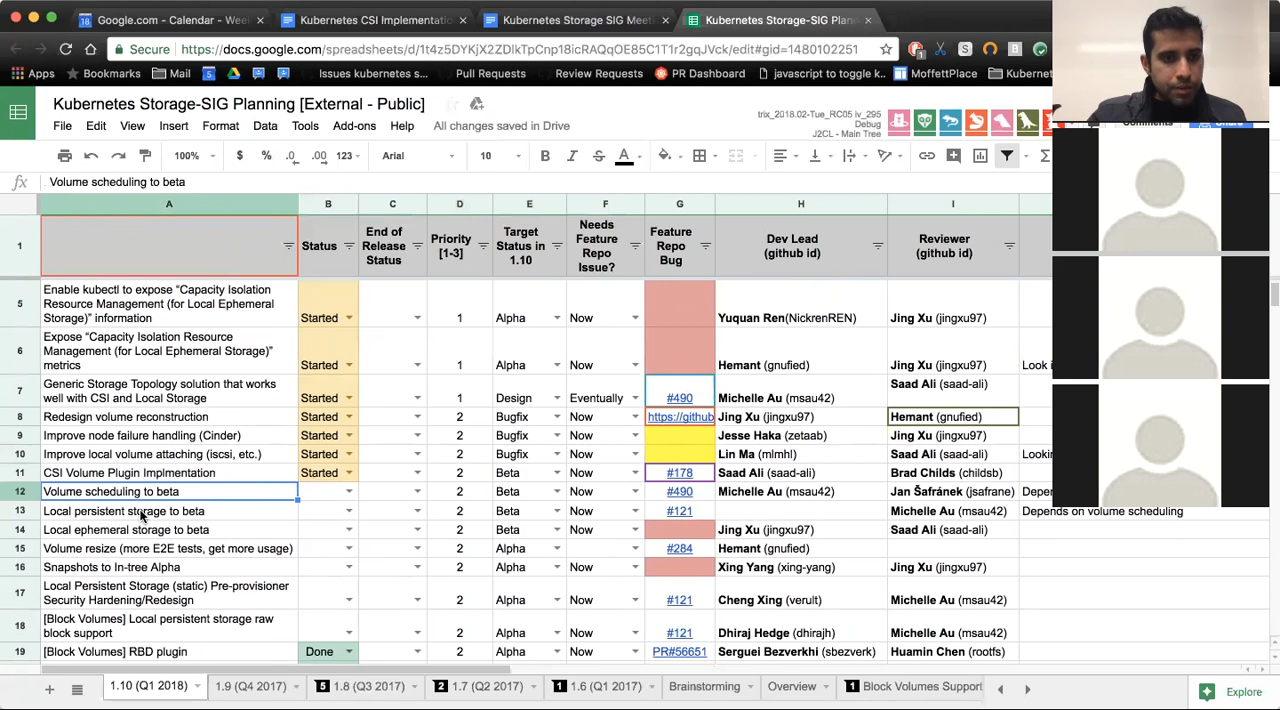 Google.com - Calendar - Wee
Kubernetes CSI Implementatio
Kubernetes Storage SIG Meet
Kubernetes Storage-SIG Plan
Secure
https://docs.google.com/spreadsheets/d/1t4z5DYKjX2ZDlkTpCnp18icRAQqOE85C1T1r2gqJVck/edit#gid=1480102251
Apps
Bookmarks
Mail
Issues kubernetes s...
Pull Requests
Review Requests
PR Dashboard
javascript to toggle k...
MoffettPlace
Kubern
Kubernetes Storage-SIG Planning [External - Public]
trix_2018.02-Tue_RC05 iv_295
Debug
J2CL - Main Tree
File Edit View Insert Format Data Tools Add-ons Help All changes saved in Drive
100% $ % .0 .00 123 Arial 10 B I S A Σ
fx Volume scheduling to beta
A B C D E F G H I
1 Status End of Release Status Priority [1-3] Target Status in 1.10 Needs Feature Repo Issue? Feature Repo Bug Dev Lead (github id) Reviewer (github id)
5 Enable kubectl to expose “Capacity Isolation Resource Management (for Local Ephemeral Storage)” information Started 1 Alpha Now Yuquan Ren(NickrenREN) Jing Xu (jingxu97)
6 Expose “Capacity Isolation Resource Management (for Local Ephemeral Storage)” metrics Started 1 Alpha Now Hemant (gnufied) Jing Xu (jingxu97) Look i
7 Generic Storage Topology solution that works well with CSI and Local Storage Started 1 Design Eventually #490 Michelle Au (msau42) Saad Ali (saad-ali)
8 Redesign volume reconstruction Started 2 Bugfix Now https://github Jing Xu (jingxu97) Hemant (gnufied)
9 Improve node failure handling (Cinder) Started 2 Bugfix Now Jesse Haka (zetaab) Jing Xu (jingxu97)
10 Improve local volume attaching (iscsi, etc.) Started 2 Bugfix Now Lin Ma (mlmhl) Saad Ali (saad-ali) Lookin
11 CSI Volume Plugin Implmentation Started 2 Beta Now #178 Saad Ali (saad-ali) Brad Childs (childsb)
12 Volume scheduling to beta 2 Beta Now #490 Michelle Au (msau42) Jan Šafránek (jsafrane) Depen
13 Local persistent storage to beta 2 Beta Now #121 Michelle Au (msau42) Depends on volume scheduling
14 Local ephemeral storage to beta 2 Beta Now Jing Xu (jingxu97) Saad Ali (saad-ali)
15 Volume resize (more E2E tests, get more usage) 2 Alpha #284 Hemant (gnufied)
16 Snapshots to In-tree Alpha 2 Alpha Now Xing Yang (xing-yang) Jing Xu (jingxu97)
17 Local Persistent Storage (static) Pre-provisioner Security Hardening/Redesign 2 Alpha Now #121 Cheng Xing (verult) Michelle Au (msau42)
18 [Block Volumes] Local persistent storage raw block support 2 Alpha Now #121 Dhiraj Hedge (dhirajh) Michelle Au (msau42)
19 [Block Volumes] RBD plugin Done 2 Alpha Now PR#56651 Serguei Bezverkhi (sbezverk) Huamin Chen (rootfs)
1.10 (Q1 2018) 1.9 (Q4 2017) 5 1.8 (Q3 2017) 2 1.7 (Q2 2017) 1 1.6 (Q1 2017) Brainstorming Overview 1 Block Volumes Support Explore